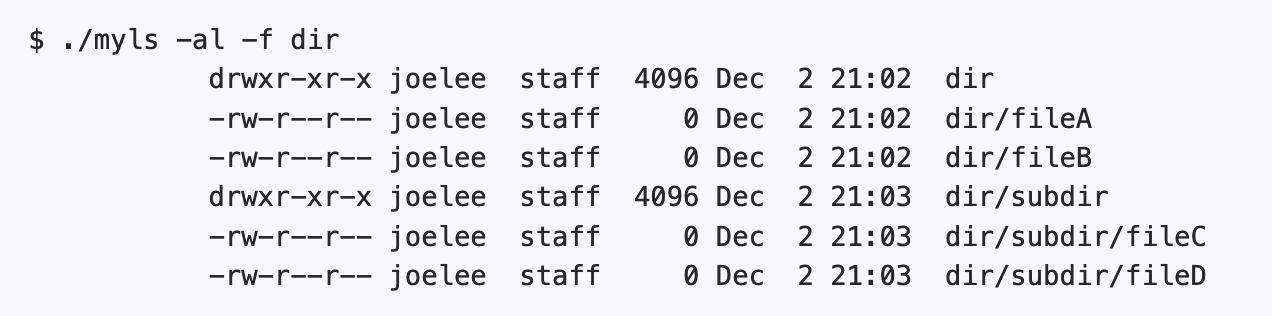 $ ./myls -al -f dir
drwxr-xr-x joelee  staff  4096 Dec  2 21:02  dir
-rw-r--r-- joelee  staff     0 Dec  2 21:02  dir/fileA
-rw-r--r-- joelee  staff     0 Dec  2 21:02  dir/fileB
drwxr-xr-x joelee  staff  4096 Dec  2 21:03  dir/subdir
-rw-r--r-- joelee  staff     0 Dec  2 21:03  dir/subdir/fileC
-rw-r--r-- joelee  staff     0 Dec  2 21:03  dir/subdir/fileD